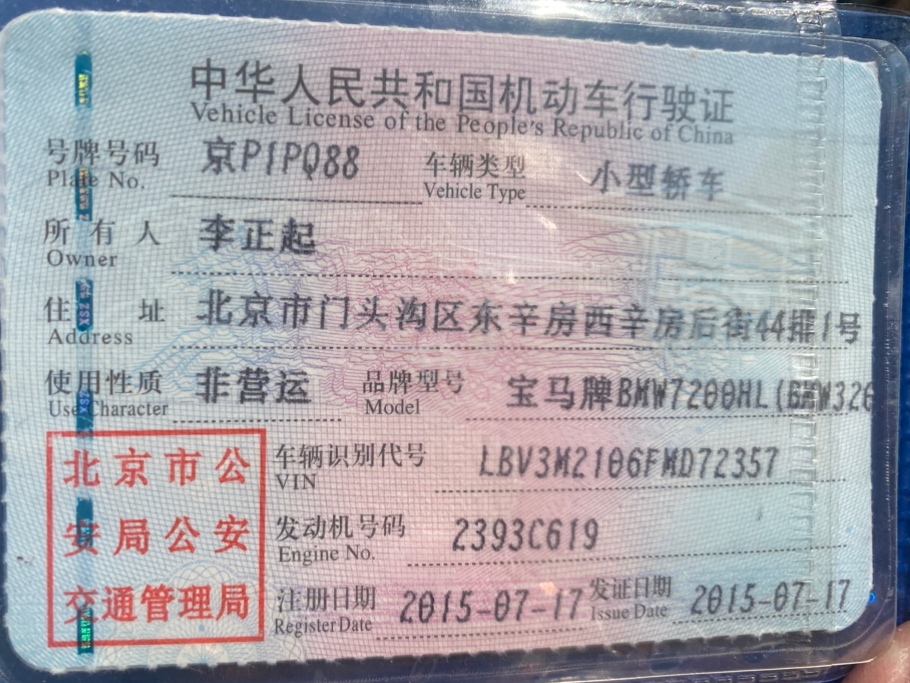 中华人民共和国机动车行驶证
Vehicle License of the People's Republic of China
号牌号码 京P1PQ88 车辆类型 小型轿车
Plate No. Vehicle Type
所有人 李正起
Owner
住址 北京市门头沟区东辛房西辛房后街44排1号
Address
使用性质 非营运 品牌型号 宝马牌BMW7200HL(BMW326
Use Character Model
北京市公安局公安交通管理局
车辆识别代号 LBV3M2106FMD72357
VIN
发动机号码 2393C619
Engine No.
注册日期 2015-07-17 发证日期 2015-07-17
Register Date Issue Date